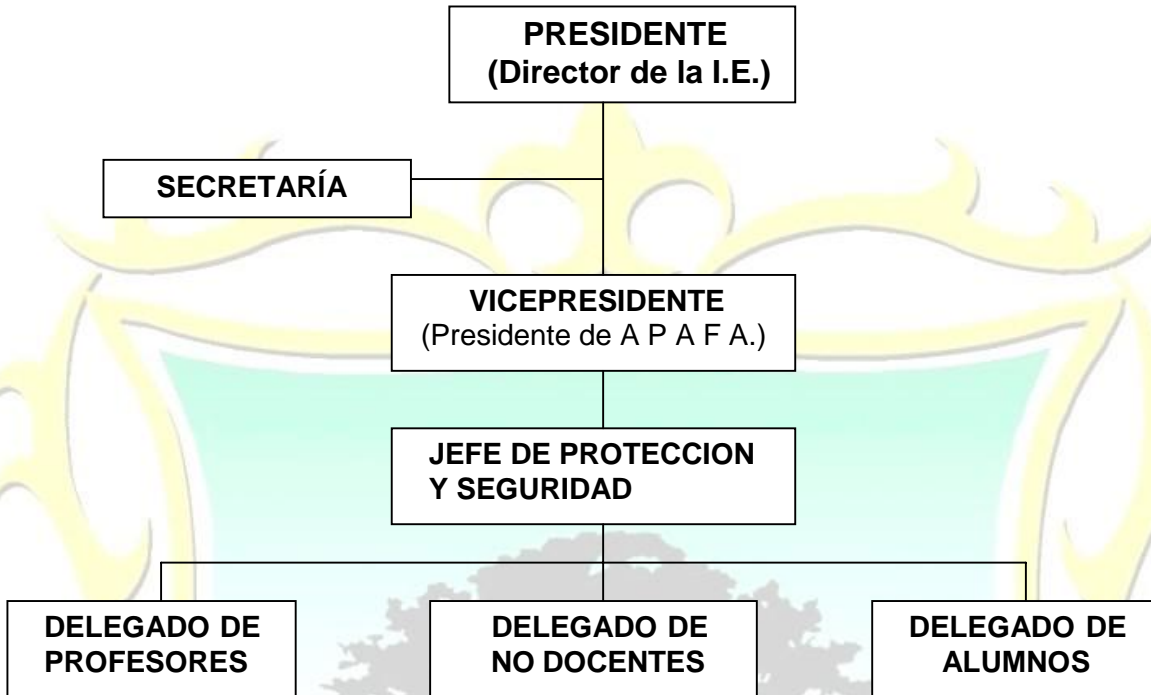 PRESIDENTE
(Director de la I.E.)
SECRETARÍA
VICEPRESIDENTE
(Presidente de A P A F A.)
JEFE DE PROTECCION
Y SEGURIDAD
DELEGADO DE
PROFESORES
DELEGADO DE
NO DOCENTES
DELEGADO DE
ALUMNOS